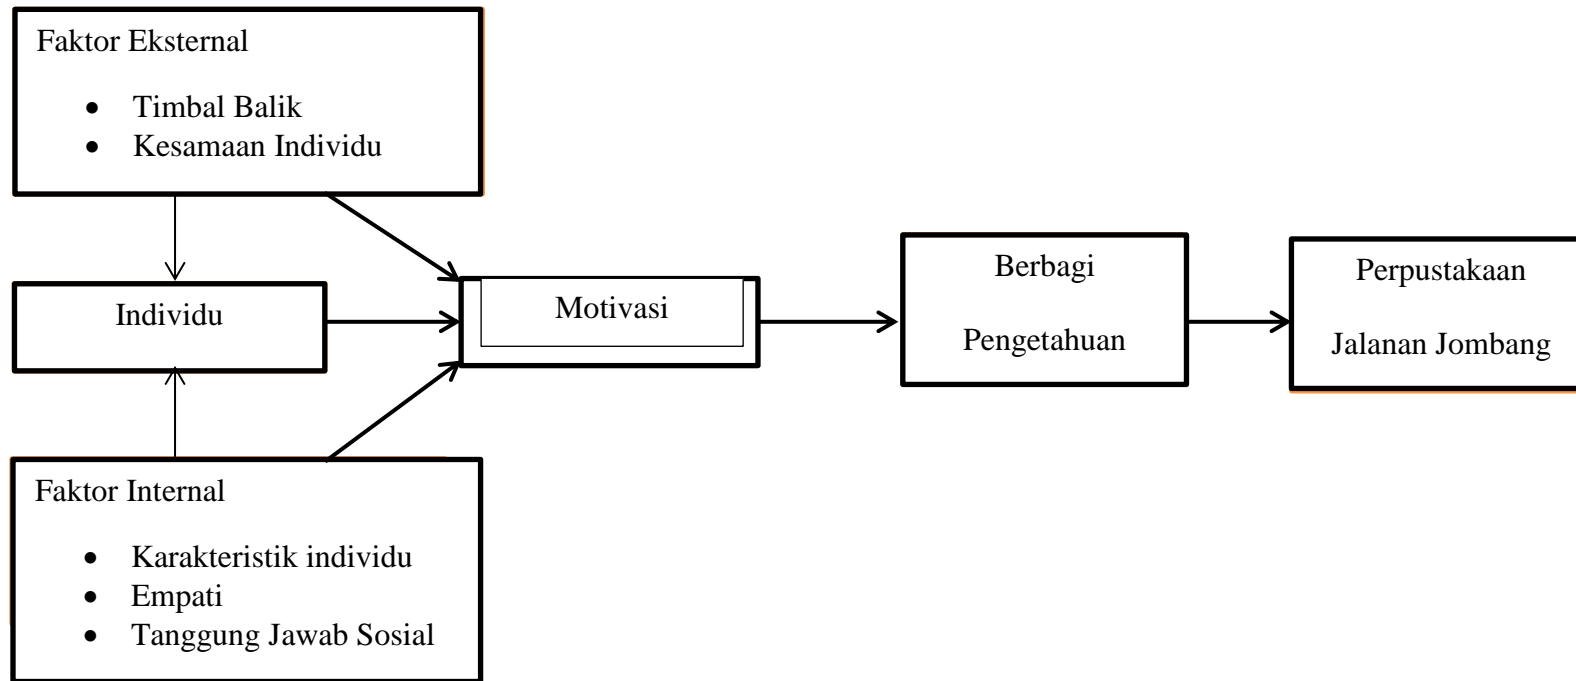 Faktor Eksternal
• Timbal Balik
• Kesamaan Individu
Individu
Motivasi
Berbagi
Pengetahuan
Perpustakaan
Jalanan Jombang
Faktor Internal
• Karakteristik individu
• Empati
• Tanggung Jawab Sosial